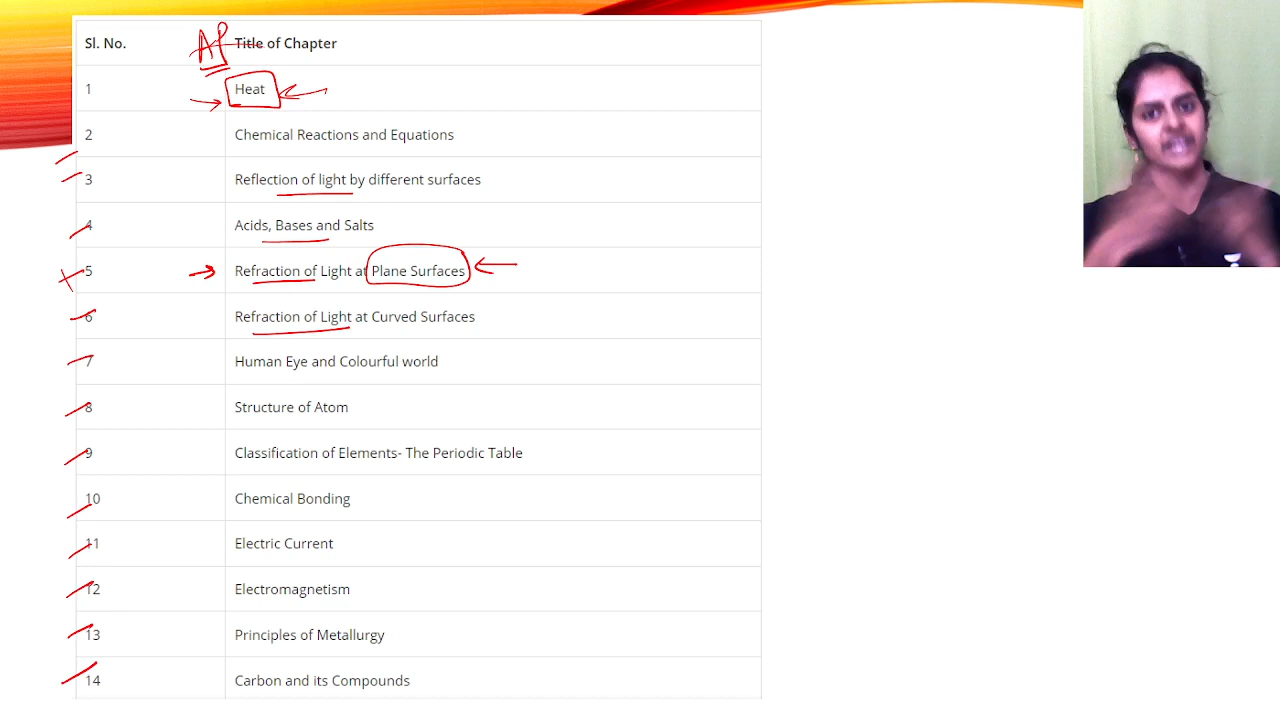 Sl. No. AP Title of Chapter
1 Heat
2 Chemical Reactions and Equations
3 Reflection of light by different surfaces
4 Acids, Bases and Salts
5 Refraction of Light at Plane Surfaces
6 Refraction of Light at Curved Surfaces
7 Human Eye and Colourful world
8 Structure of Atom
9 Classification of Elements- The Periodic Table
10 Chemical Bonding
11 Electric Current
12 Electromagnetism
13 Principles of Metallurgy
14 Carbon and its Compounds